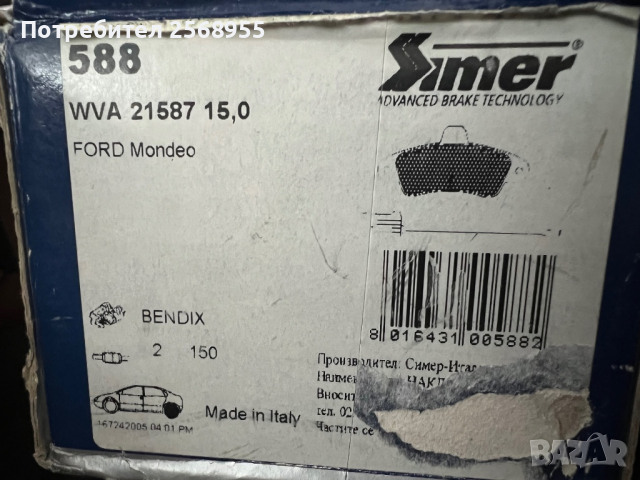 Потребител 2568955
588
Simer®
ADVANCED BRAKE TECHNOLOGY
WVA 21587 15,0
FORD Mondeo
BENDIX
2 150
8 016431 005882
Производител: Симер-Итал
Made in Italy
тел. 02
Частите се
BAZAR